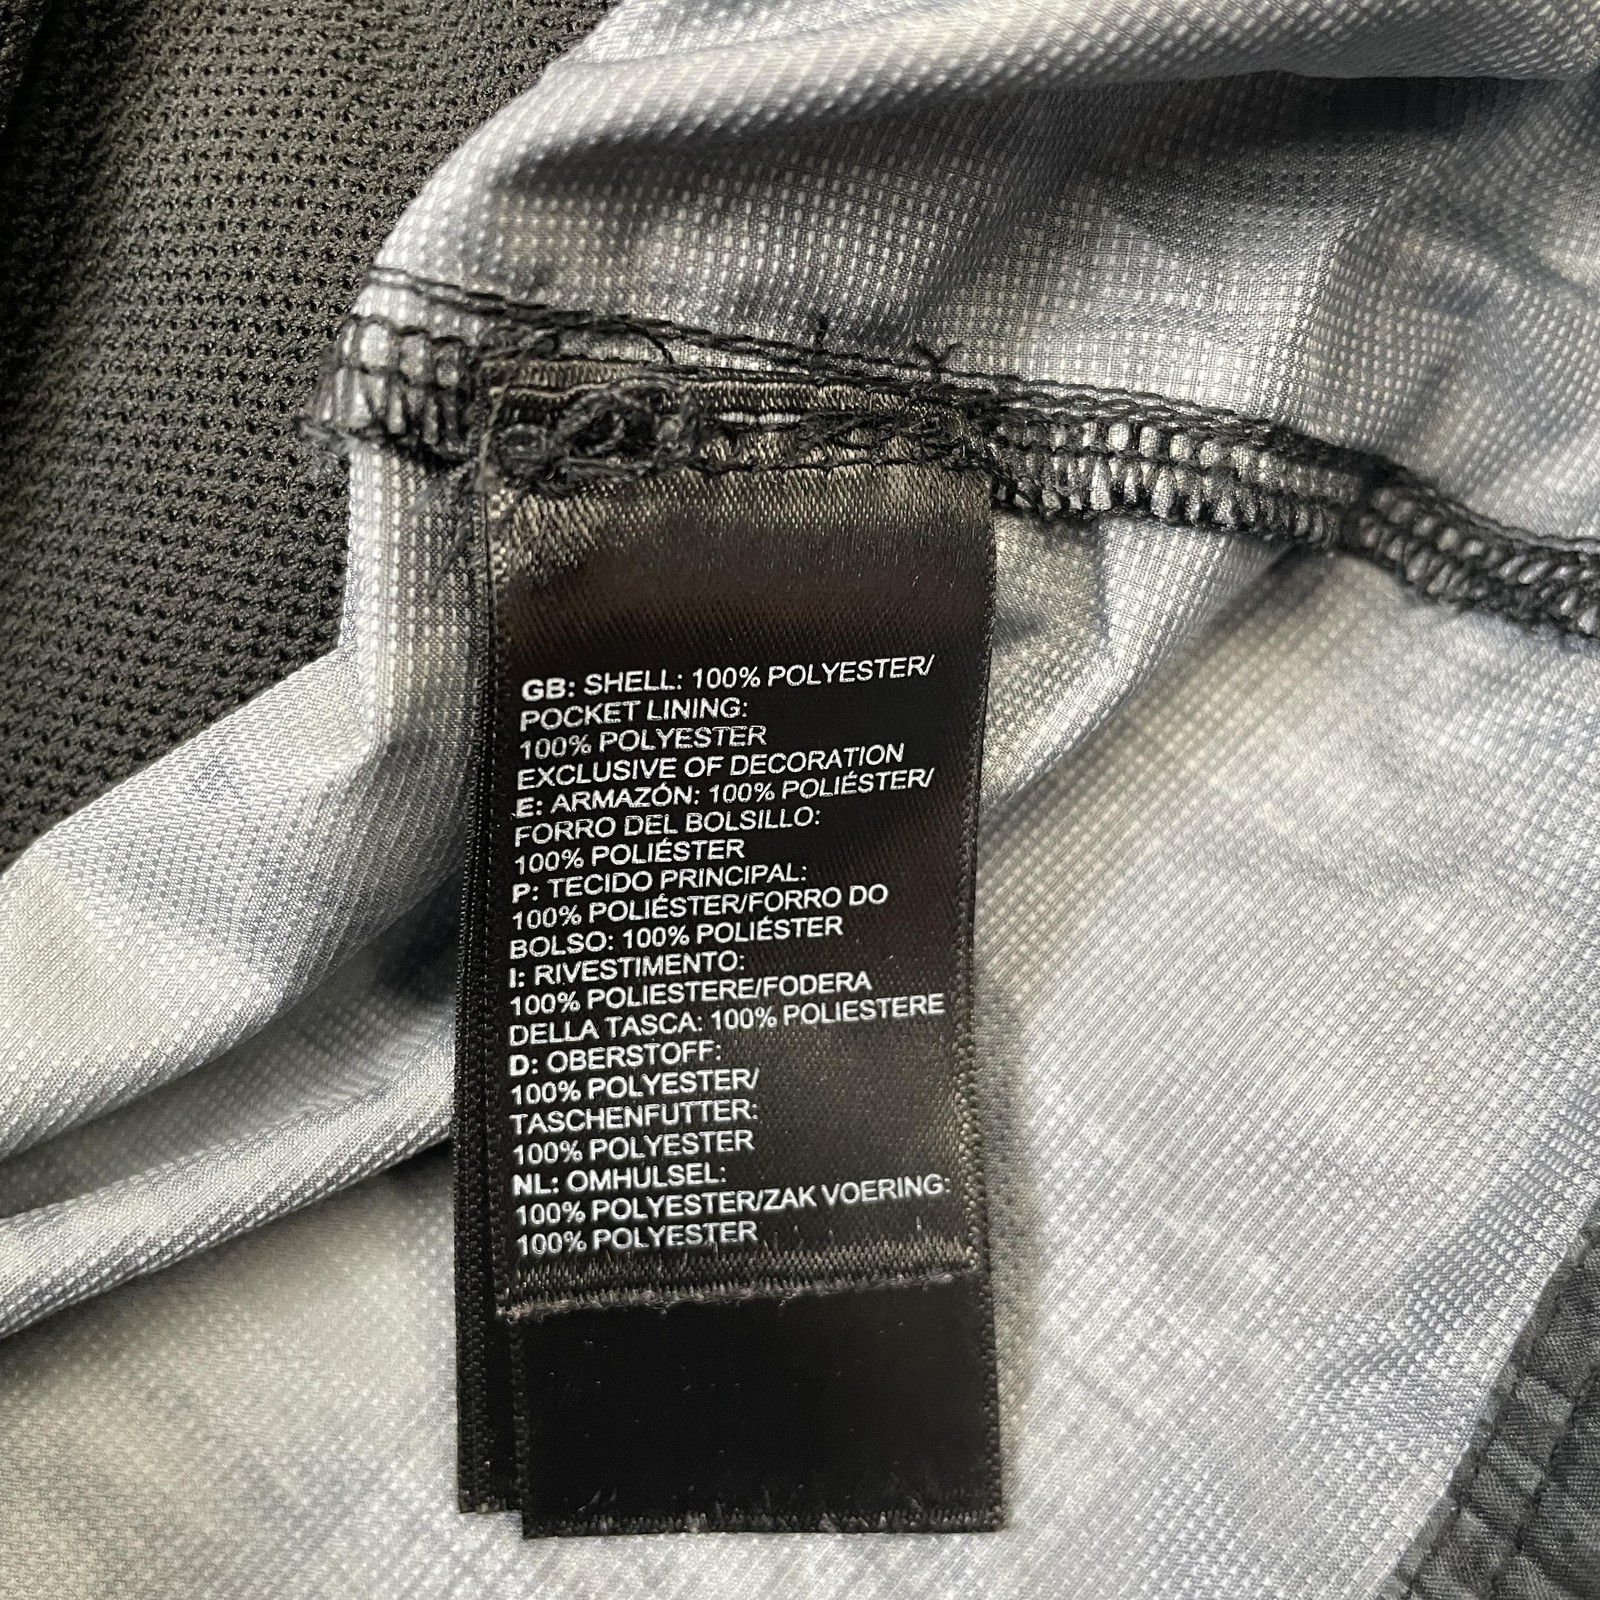 GB: SHELL: 100% POLYESTER/
POCKET LINING:
100% POLYESTER
EXCLUSIVE OF DECORATION
E: ARMAZÓN: 100% POLIÉSTER/
FORRO DEL BOLSILLO:
100% POLIÉSTER
P: TECIDO PRINCIPAL:
100% POLIÉSTER/FORRO DO
BOLSO: 100% POLIÉSTER
I: RIVESTIMENTO:
100% POLIESTERE/FODERA
DELLA TASCA: 100% POLIESTERE
D: OBERSTOFF:
100% POLYESTER/
TASCHENFUTTER:
100% POLYESTER
NL: OMHULSEL:
100% POLYESTER/ZAK VOERING:
100% POLYESTER